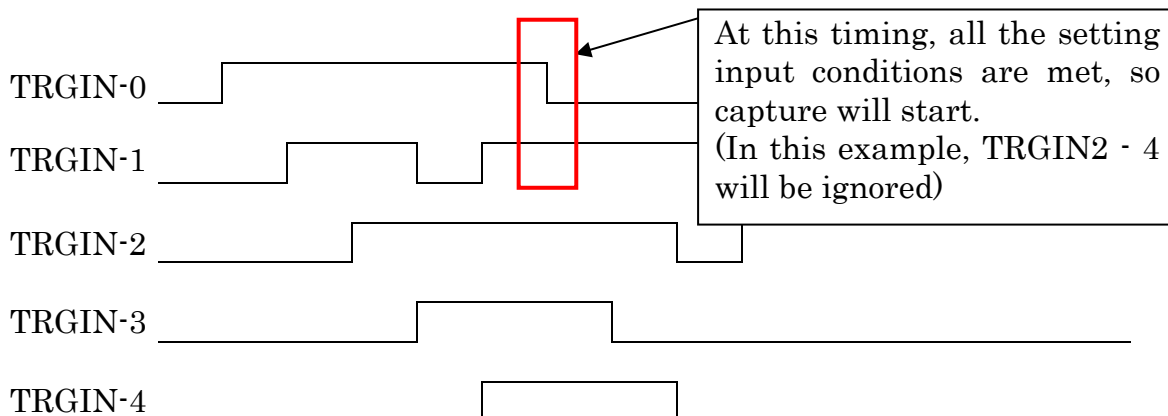 At this timing, all the setting
input conditions are met, so
capture will start.
(In this example, TRGIN2 - 4
will be ignored)
TRGIN-0
TRGIN-1
TRGIN-2
TRGIN-3
TRGIN-4